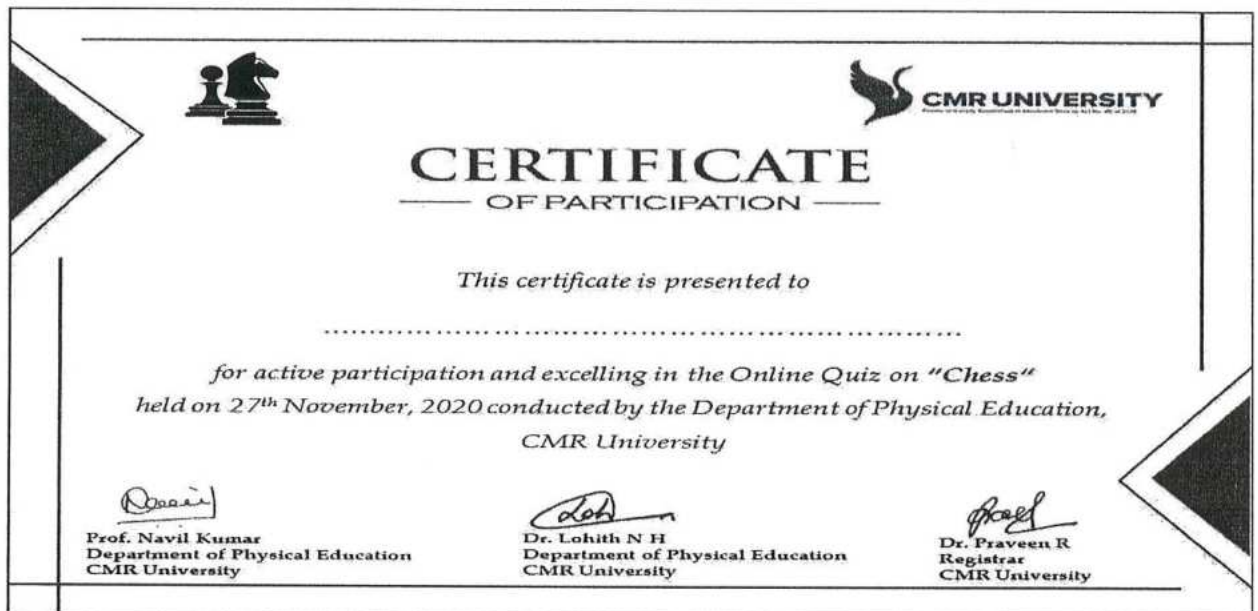 CMR UNIVERSITY
CERTIFICATE
OF PARTICIPATION
This certificate is presented to
for active participation and excelling in the Online Quiz on "Chess"
held on 27th November, 2020 conducted by the Department of Physical Education,
CMR University
Prof. Navil Kumar
Department of Physical Education
CMR University
Dr. Lohith N H
Department of Physical Education
CMR University
Dr. Praveen R
Registrar
CMR University